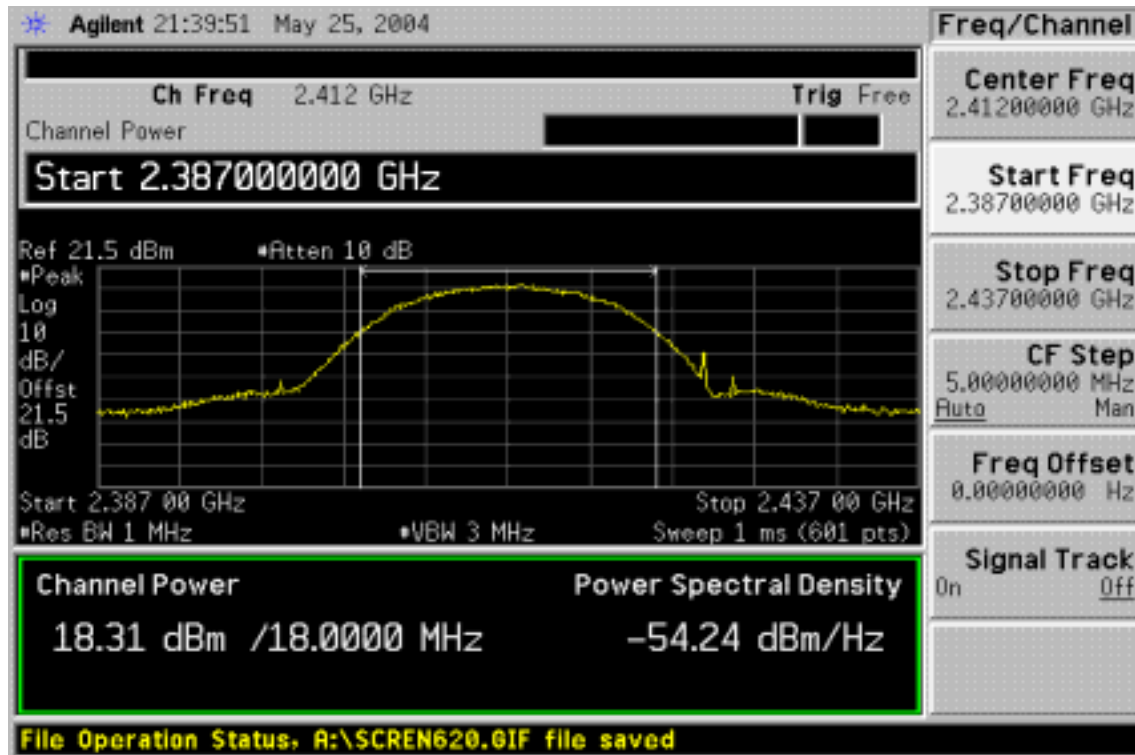 Agilent 21:39:51 May 25, 2004
Freq/Channel
Ch Freq 2.412 GHz
Trig Free
Channel Power
Start 2.387000000 GHz
Ref 21.5 dBm
#Atten 10 dB
#Peak
Log
10
dB/
Offst
21.5
dB
Start 2.387 00 GHz
Stop 2.437 00 GHz
#Res BW 1 MHz
#VBW 3 MHz
Sweep 1 ms (601 pts)
Channel Power
Power Spectral Density
18.31 dBm /18.0000 MHz
-54.24 dBm/Hz
Center Freq
2.41200000 GHz
Start Freq
2.38700000 GHz
Stop Freq
2.43700000 GHz
CF Step
5.00000000 MHz
Auto Man
Freq Offset
0.00000000 Hz
Signal Track
On Off
File Operation Status, A:\SCREN620.GIF file saved